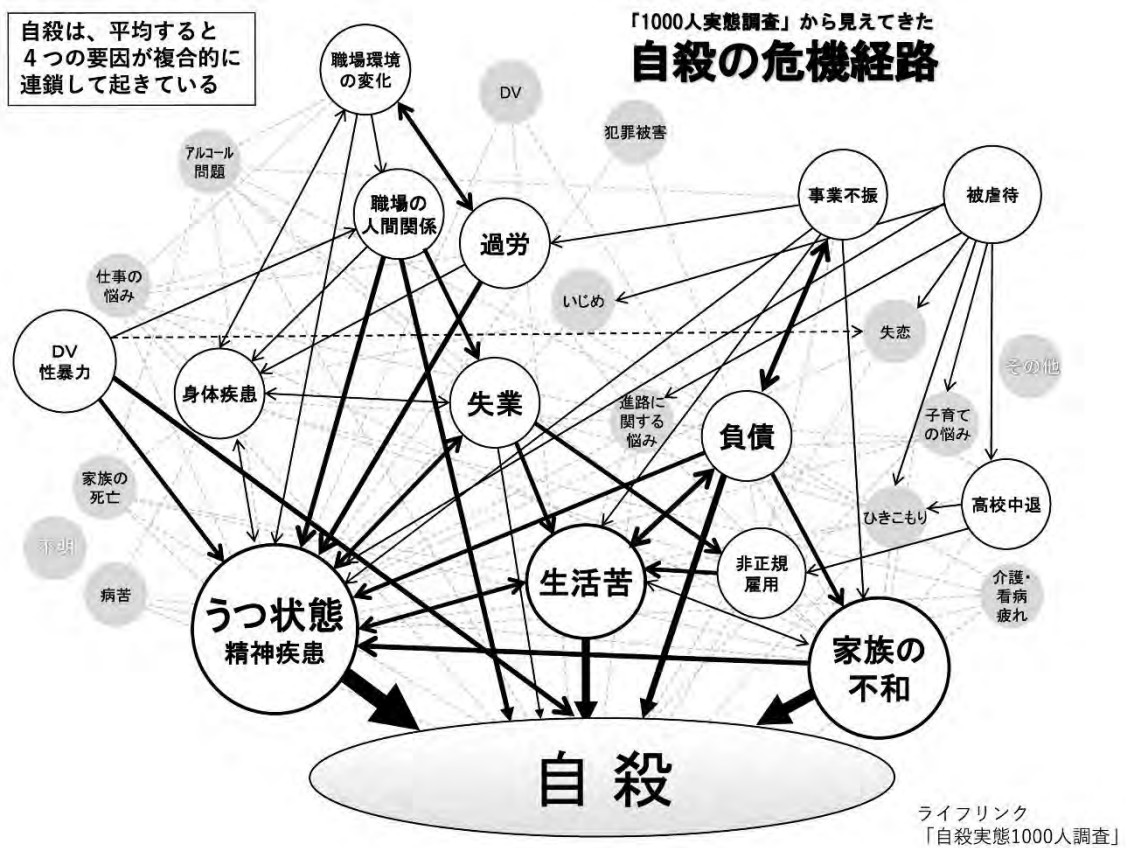 自殺は、平均すると
4つの要因が複合的に
連鎖して起きている
「1000人実態調査」から見えてきた
自殺の危機経路
職場環境
の変化
DV
犯罪被害
アルコール
問題
職場の
人間関係
過労
事業不振
被虐待
仕事の
悩み
いじめ
失恋
DV
性暴力
その他
身体疾患
失業
進路に
関する
悩み
負債
子育て
の悩み
家族の
死亡
ひきこもり
高校中退
不明
病苦
うつ状態
精神疾患
生活苦
非正規
雇用
介護・
看病
疲れ
家族の
不和
自殺
ライフリンク
「自殺実態1000人調査」